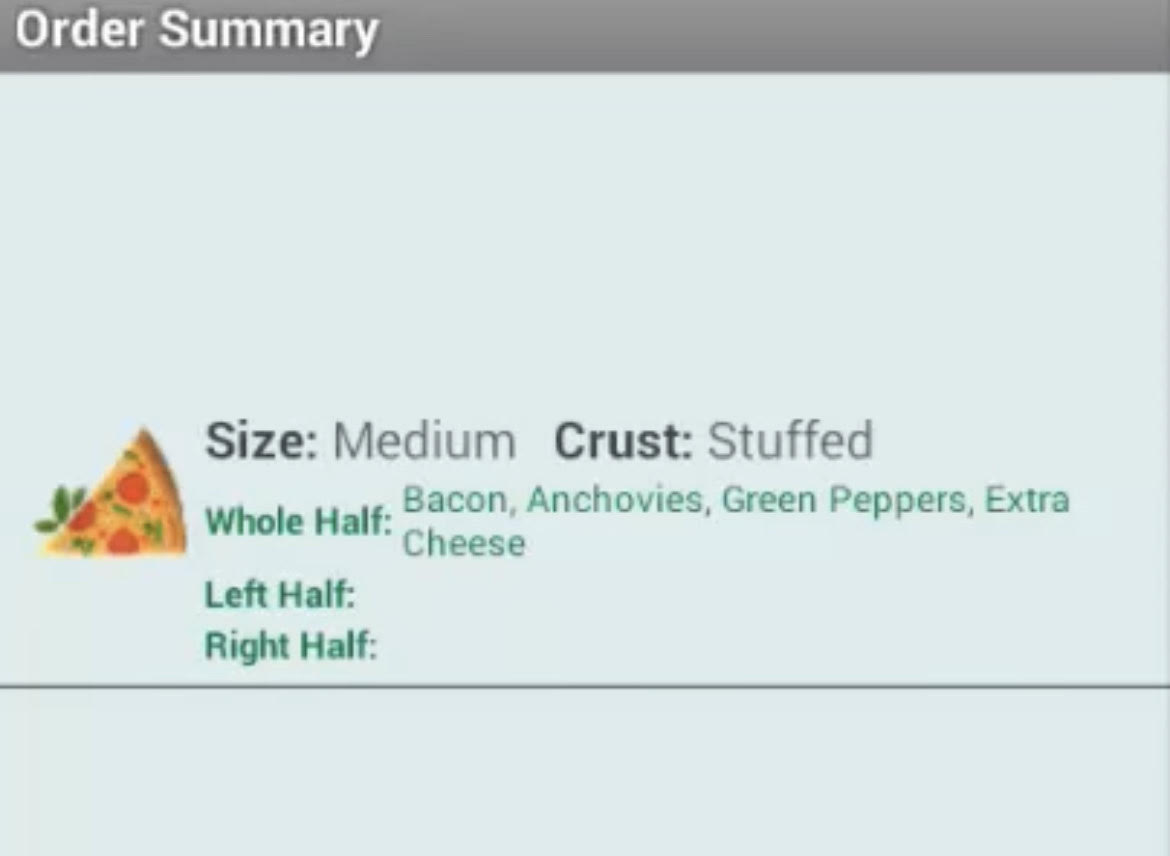 Order Summary
Size: Medium Crust: Stuffed
Whole Half: Bacon, Anchovies, Green Peppers, Extra
Cheese
Left Half:
Right Half: